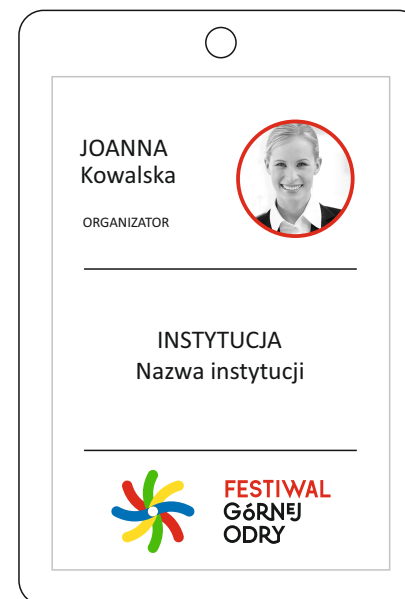 JOANNA
Kowalska
ORGANIZATOR
INSTYTUCJA
Nazwa instytucji
FESTIWAL
GÓRNEJ
ODRY